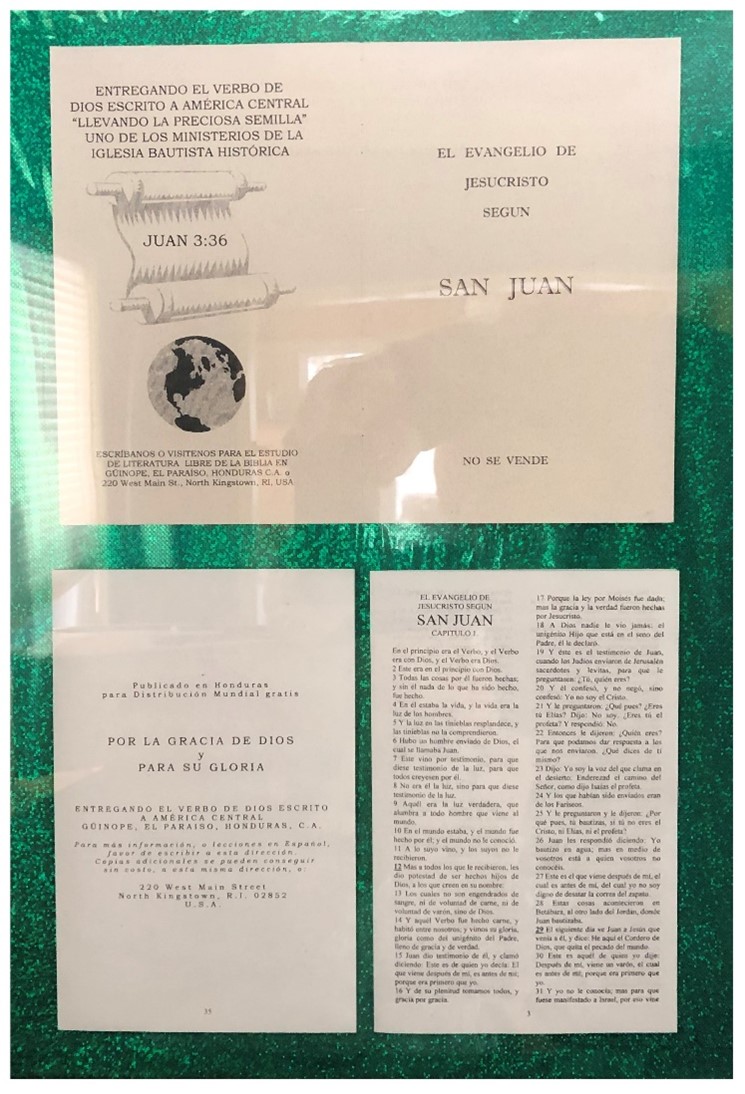 ENTREGANDO EL VERBO DE
DIOS ESCRITO A AMÉRICA CENTRAL
"LLEVANDO LA PRECIOSA SEMILLA"
UNO DE LOS MINISTERIOS DE LA
IGLESIA BAUTISTA HISTÓRICA
JUAN 3:36
ESCRÍBANOS O VISITENOS PARA EL ESTUDIO
DE LITERATURA LIBRE DE LA BIBLIA EN
GÜINOPE, EL PARAÍSO, HONDURAS C.A. o
220 West Main St., North Kingstown, RI, USA
EL EVANGELIO DE
JESUCRISTO
SEGUN
SAN JUAN
NO SE VENDE
Publicado en Honduras
para Distribución Mundial gratis
POR LA GRACIA DE DIOS
y
PARA SU GLORIA
ENTREGANDO EL VERBO DE DIOS ESCRITO
A AMÉRICA CENTRAL
GÜINOPE, EL PARAISO, HONDURAS, C.A.
Para más información, o lecciones en Español,
favor de escribir a esta dirección.
Copias adicionales se pueden conseguir
sin costo, a esta misma dirección, o:
220 West Main Street
North Kingstown, R.I. 02852
U.S.A.
35
EL EVANGELIO DE
JESUCRISTO SEGUN
SAN JUAN
CAPITULO 1.
En el principio era el Verbo, y el Verbo
era con Dios, y el Verbo era Dios.
2 Este era en el principio con Dios.
3 Todas las cosas por él fueron hechas;
y sin él nada de lo que ha sido hecho,
fue hecho.
4 En él estaba la vida, y la vida era la
luz de los hombres.
5 Y la luz en las tinieblas resplandece, y
las tinieblas no la comprendieron.
6 Hubo un hombre enviado de Dios, el
cual se llamaba Juan.
7 Este vino por testimonio, para que
diese testimonio de la luz, para que
todos creyesen por él.
8 No era él la luz, sino para que diese
testimonio de la luz.
9 Aquél era la luz verdadera, que
alumbra a todo hombre que viene al
mundo.
10 En el mundo estaba, y el mundo fue
hecho por él; y el mundo no le conoció.
11 A lo suyo vino, y los suyos no le
recibieron.
12 Mas a todos los que le recibieron, les
dio potestad de ser hechos hijos de
Dios, a los que creen en su nombre:
13 Los cuales no son engendrados de
sangre, ni de voluntad de carne, ni de
voluntad de varón, sino de Dios.
14 Y aquél Verbo fue hecho carne, y
habitó entre nosotros; y vimos su gloria,
gloria como del unigénito del Padre,
lleno de gracia y de verdad.
15 Juan dio testimonio de él, y clamó
diciendo: Este es de quien yo decía: El
que viene después de mí, es antes de mí;
porque era primero que yo.
16 Y de su plenitud tomamos todos, y
gracia por gracia.
17 Porque la ley por Moisés fue dada;
mas la gracia y la verdad fueron hechas
por Jesucristo.
18 A Dios nadie le vio jamás; el
unigénito Hijo que está en el seno del
Padre, él le declaró.
19 Y éste es el testimonio de Juan,
cuando los Judíos enviaron de Jerusalén
sacerdotes y levitas, para que le
preguntasen: ¿Tú, quién eres?
20 Y él confesó, y no negó, sino
confesó: Yo no soy el Cristo.
21 Y le preguntaron: ¿Qué pues? ¿Eres
tú Elías? Dijo: No soy. ¿Eres tú el
profeta? Y respondió: No.
22 Entonces le dijeron: ¿Quién eres?
Para que podamos dar respuesta a los
que nos enviaron. ¿Qué dices de ti
mismo?
23 Dijo: Yo soy la voz del que clama en
el desierto: Enderezad el camino del
Señor, como dijo Isaías el profeta.
24 Y los que habían sido enviados eran
de los Fariseos.
25 Y le preguntaron y le dijeron: ¿Por
qué pues, tú bautizas, si tú no eres el
Cristo, ni Elías, ni el profeta?
26 Juan les respondió diciendo: Yo
bautizo en agua; mas en medio de
vosotros está a quien vosotros no
conocéis.
27 Este es el que viene después de mí, el
cual es antes de mí, del cual yo no soy
digno de desatar la correa del zapato.
28 Estas cosas acontecieron en
Betábara, al otro lado del Jordán, donde
Juan bautizaba.
29 El siguiente día ve Juan a Jesús que
venía a él, y dice: He aquí el Cordero de
Dios, que quita el pecado del mundo.
30 Este es aquél de quien yo dije:
Después de mí, viene un varón, el cual
es antes de mí, porque era primero que
yo.
31 Y yo no le conocía; mas para que
fuese manifestado a Israel, por eso vine
3